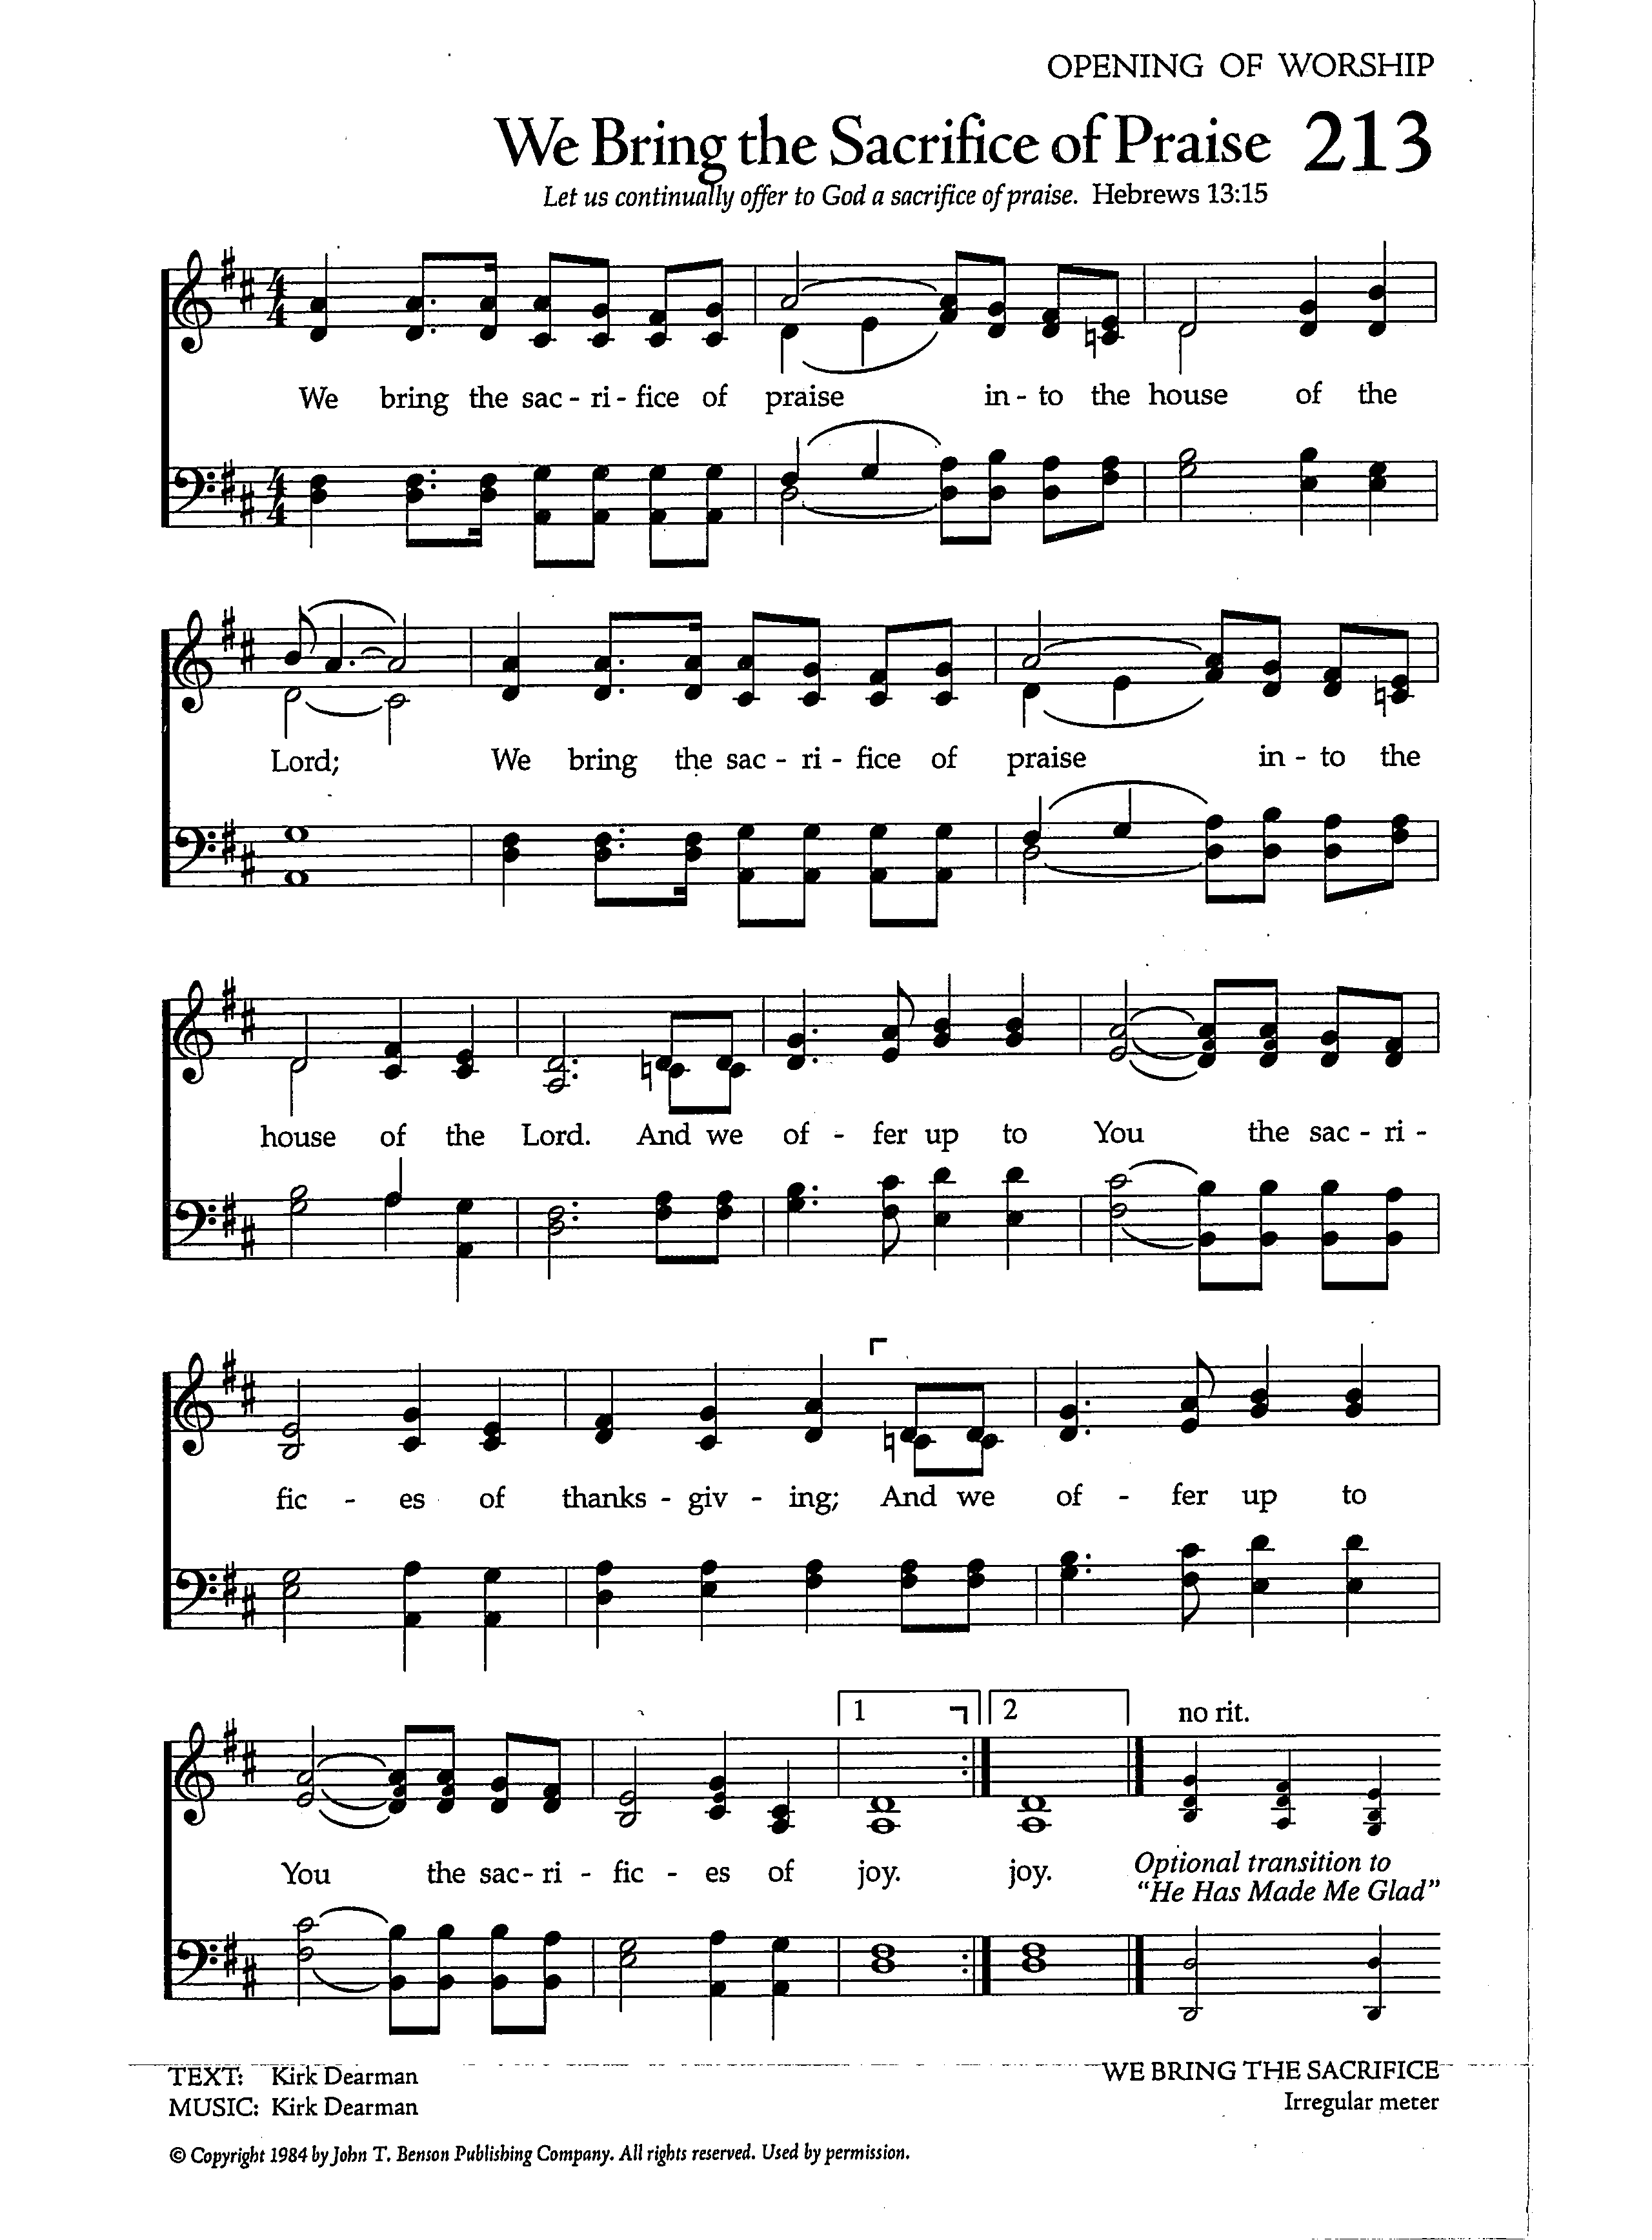 OPENING OF WORSHIP
We Bring the Sacrifice of Praise 213
Let us continually offer to God a sacrifice of praise. Hebrews 13:15
We bring the sac - ri - fice of praise in - to the house of the
Lord; We bring the sac - ri - fice of praise in - to the
house of the Lord. And we of - fer up to You the sac - ri -
fic - es of thanks - giv - ing; And we of - fer up to
1 2 no rit.
You the sac - ri - fic - es of joy. joy. Optional transition to
“He Has Made Me Glad”
TEXT: Kirk Dearman
MUSIC: Kirk Dearman
WE BRING THE SACRIFICE
Irregular meter
© Copyright 1984 by John T. Benson Publishing Company. All rights reserved. Used by permission.